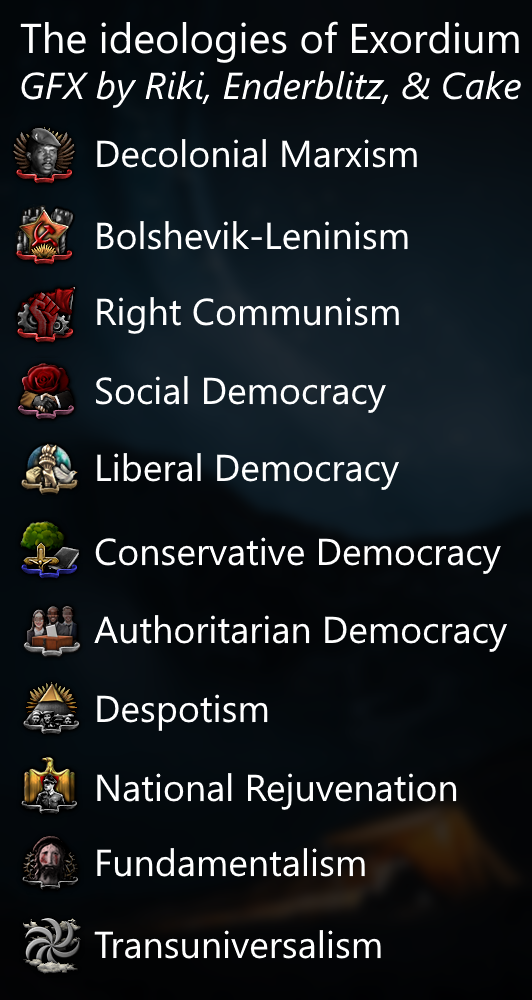 The ideologies of Exordium
GFX by Riki, Enderblitz, & Cake
Decolonial Marxism
Bolshevik-Leninism
Right Communism
Social Democracy
Liberal Democracy
Conservative Democracy
Authoritarian Democracy
Despotism
National Rejuvenation
Fundamentalism
Transuniversalism